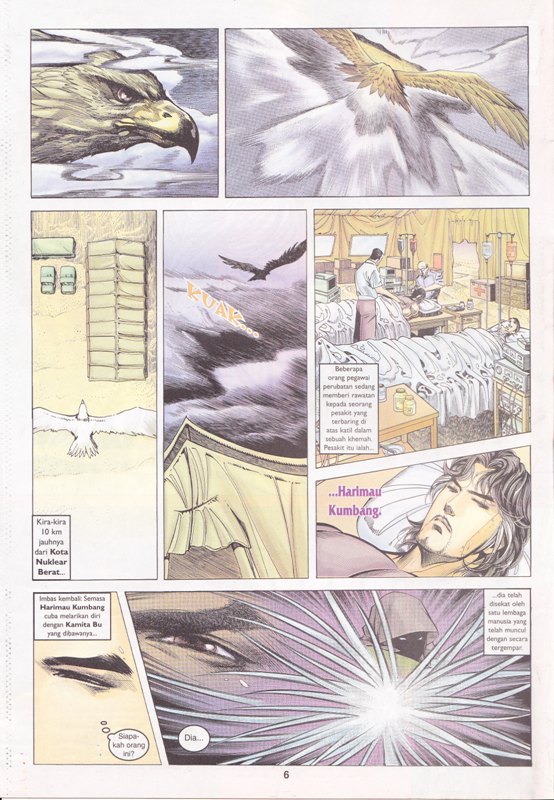 KUAK...
Beberapa
orang pegawai
perubatan sedang
memberi rawatan
kepada seorang
pesakit yang
terbaring di
atas katil dalam
sebuah khemah.
Pesakit itu ialah...
Kira-kira
10 km
jauhnya
dari Kota
Nuklear
Berat...
...Harimau
Kumbang.
Imbas kembali: Semasa
Harimau Kumbang
cuba melarikan diri
dengan Kamita Bu
yang dibawanya...
Siapa-
kah orang
ini?
Dia...
...dia telah
disekat oleh
satu lembaga
manusia yang
telah muncul
dengan secara
tergempar.
6